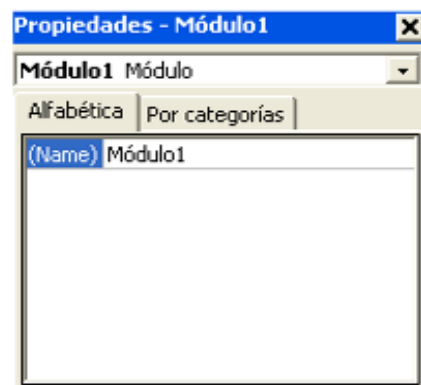 Propiedades - Módulo1
Módulo1 Módulo
Alfabética Por categorías
(Name) Módulo1